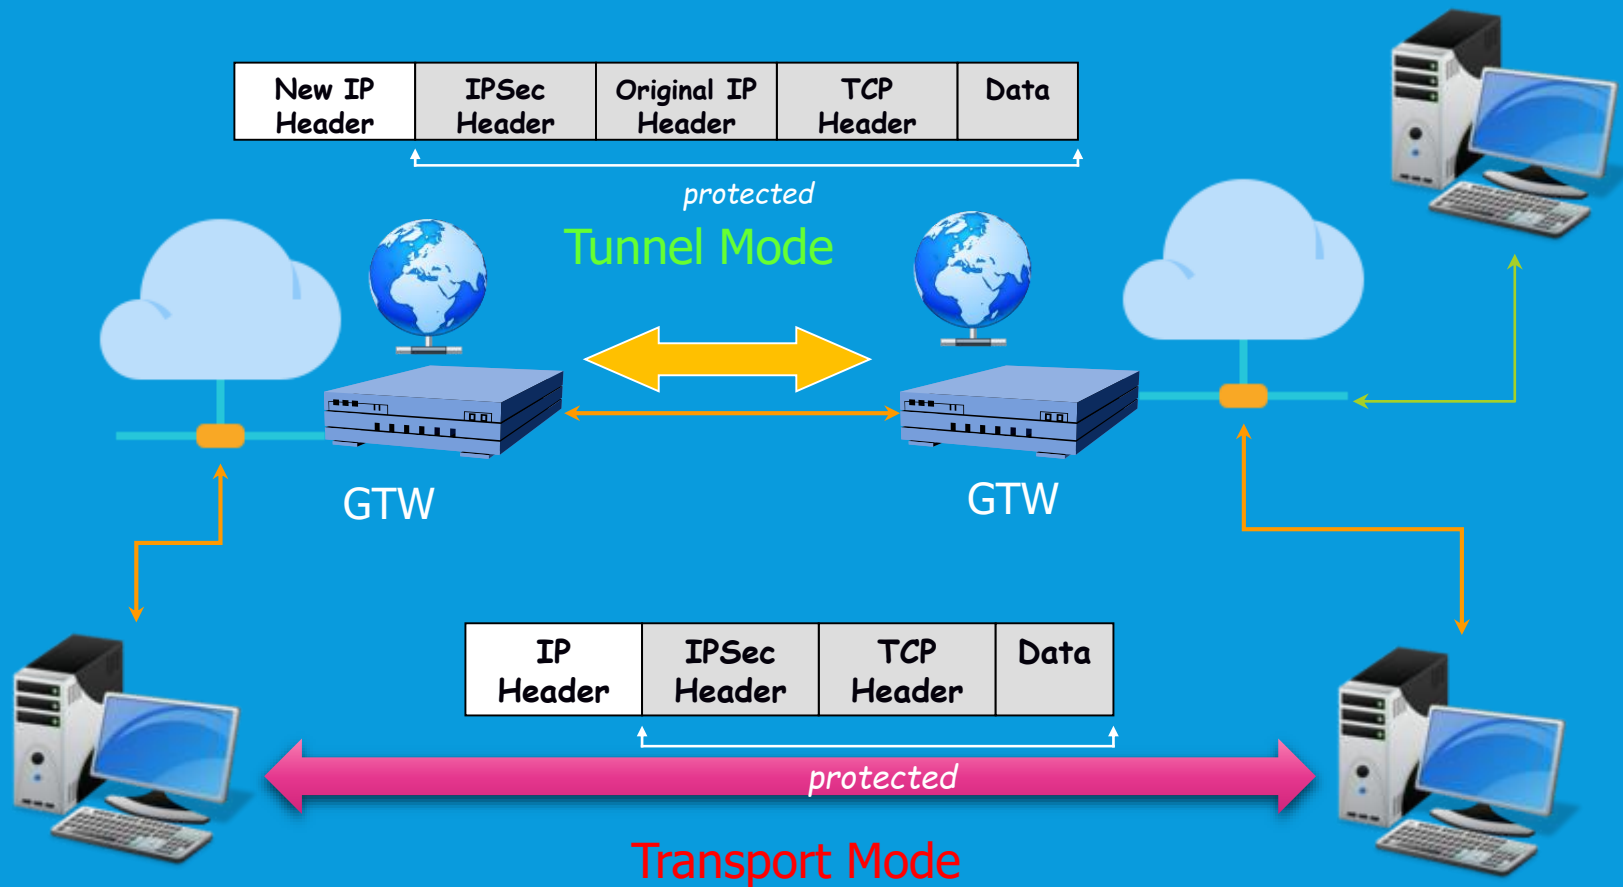 New IP
Header
IPSec
Header
Original IP
Header
TCP
Header
Data
protected
Tunnel Mode
GTW
GTW
IP
Header
IPSec
Header
TCP
Header
Data
protected
Transport Mode